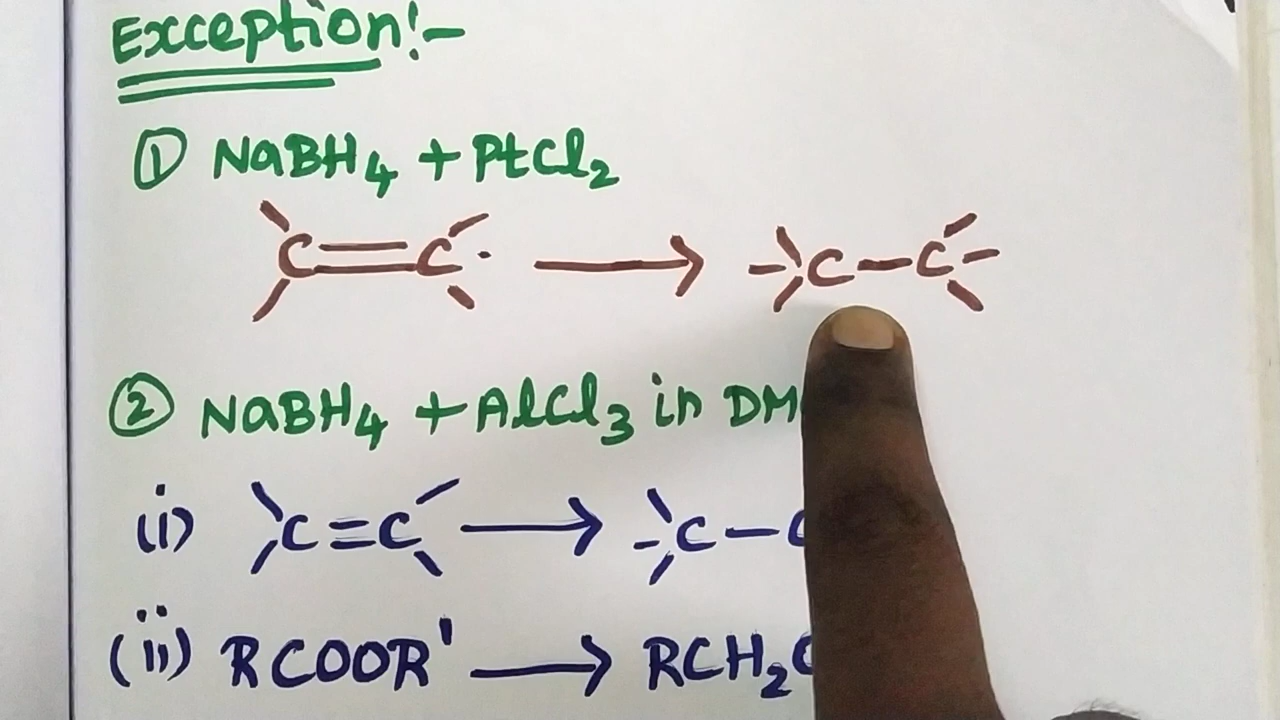 Exception!-
① NaBH₄ + PtCl₂
C=C → -C-C-
② NaBH₄ + AlCl₃ in DM
(i) C=C → -C-C
(ii) RCOOR' → RCH₂